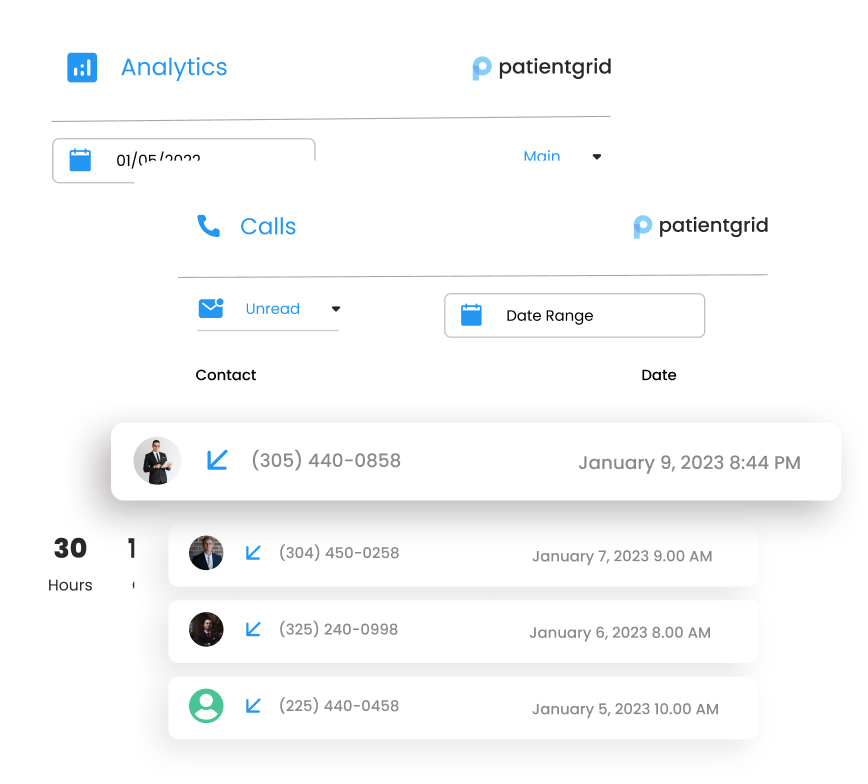 Analytics
patientgrid
01/05/2022
Main
Calls
patientgrid
Unread
Date Range
Contact
Date
(305) 440-0858
January 9, 2023 8:44 PM
30
Hours
(304) 450-0258
January 7, 2023 9.00 AM
(325) 240-0998
January 6, 2023 8.00 AM
(225) 440-0458
January 5, 2023 10.00 AM